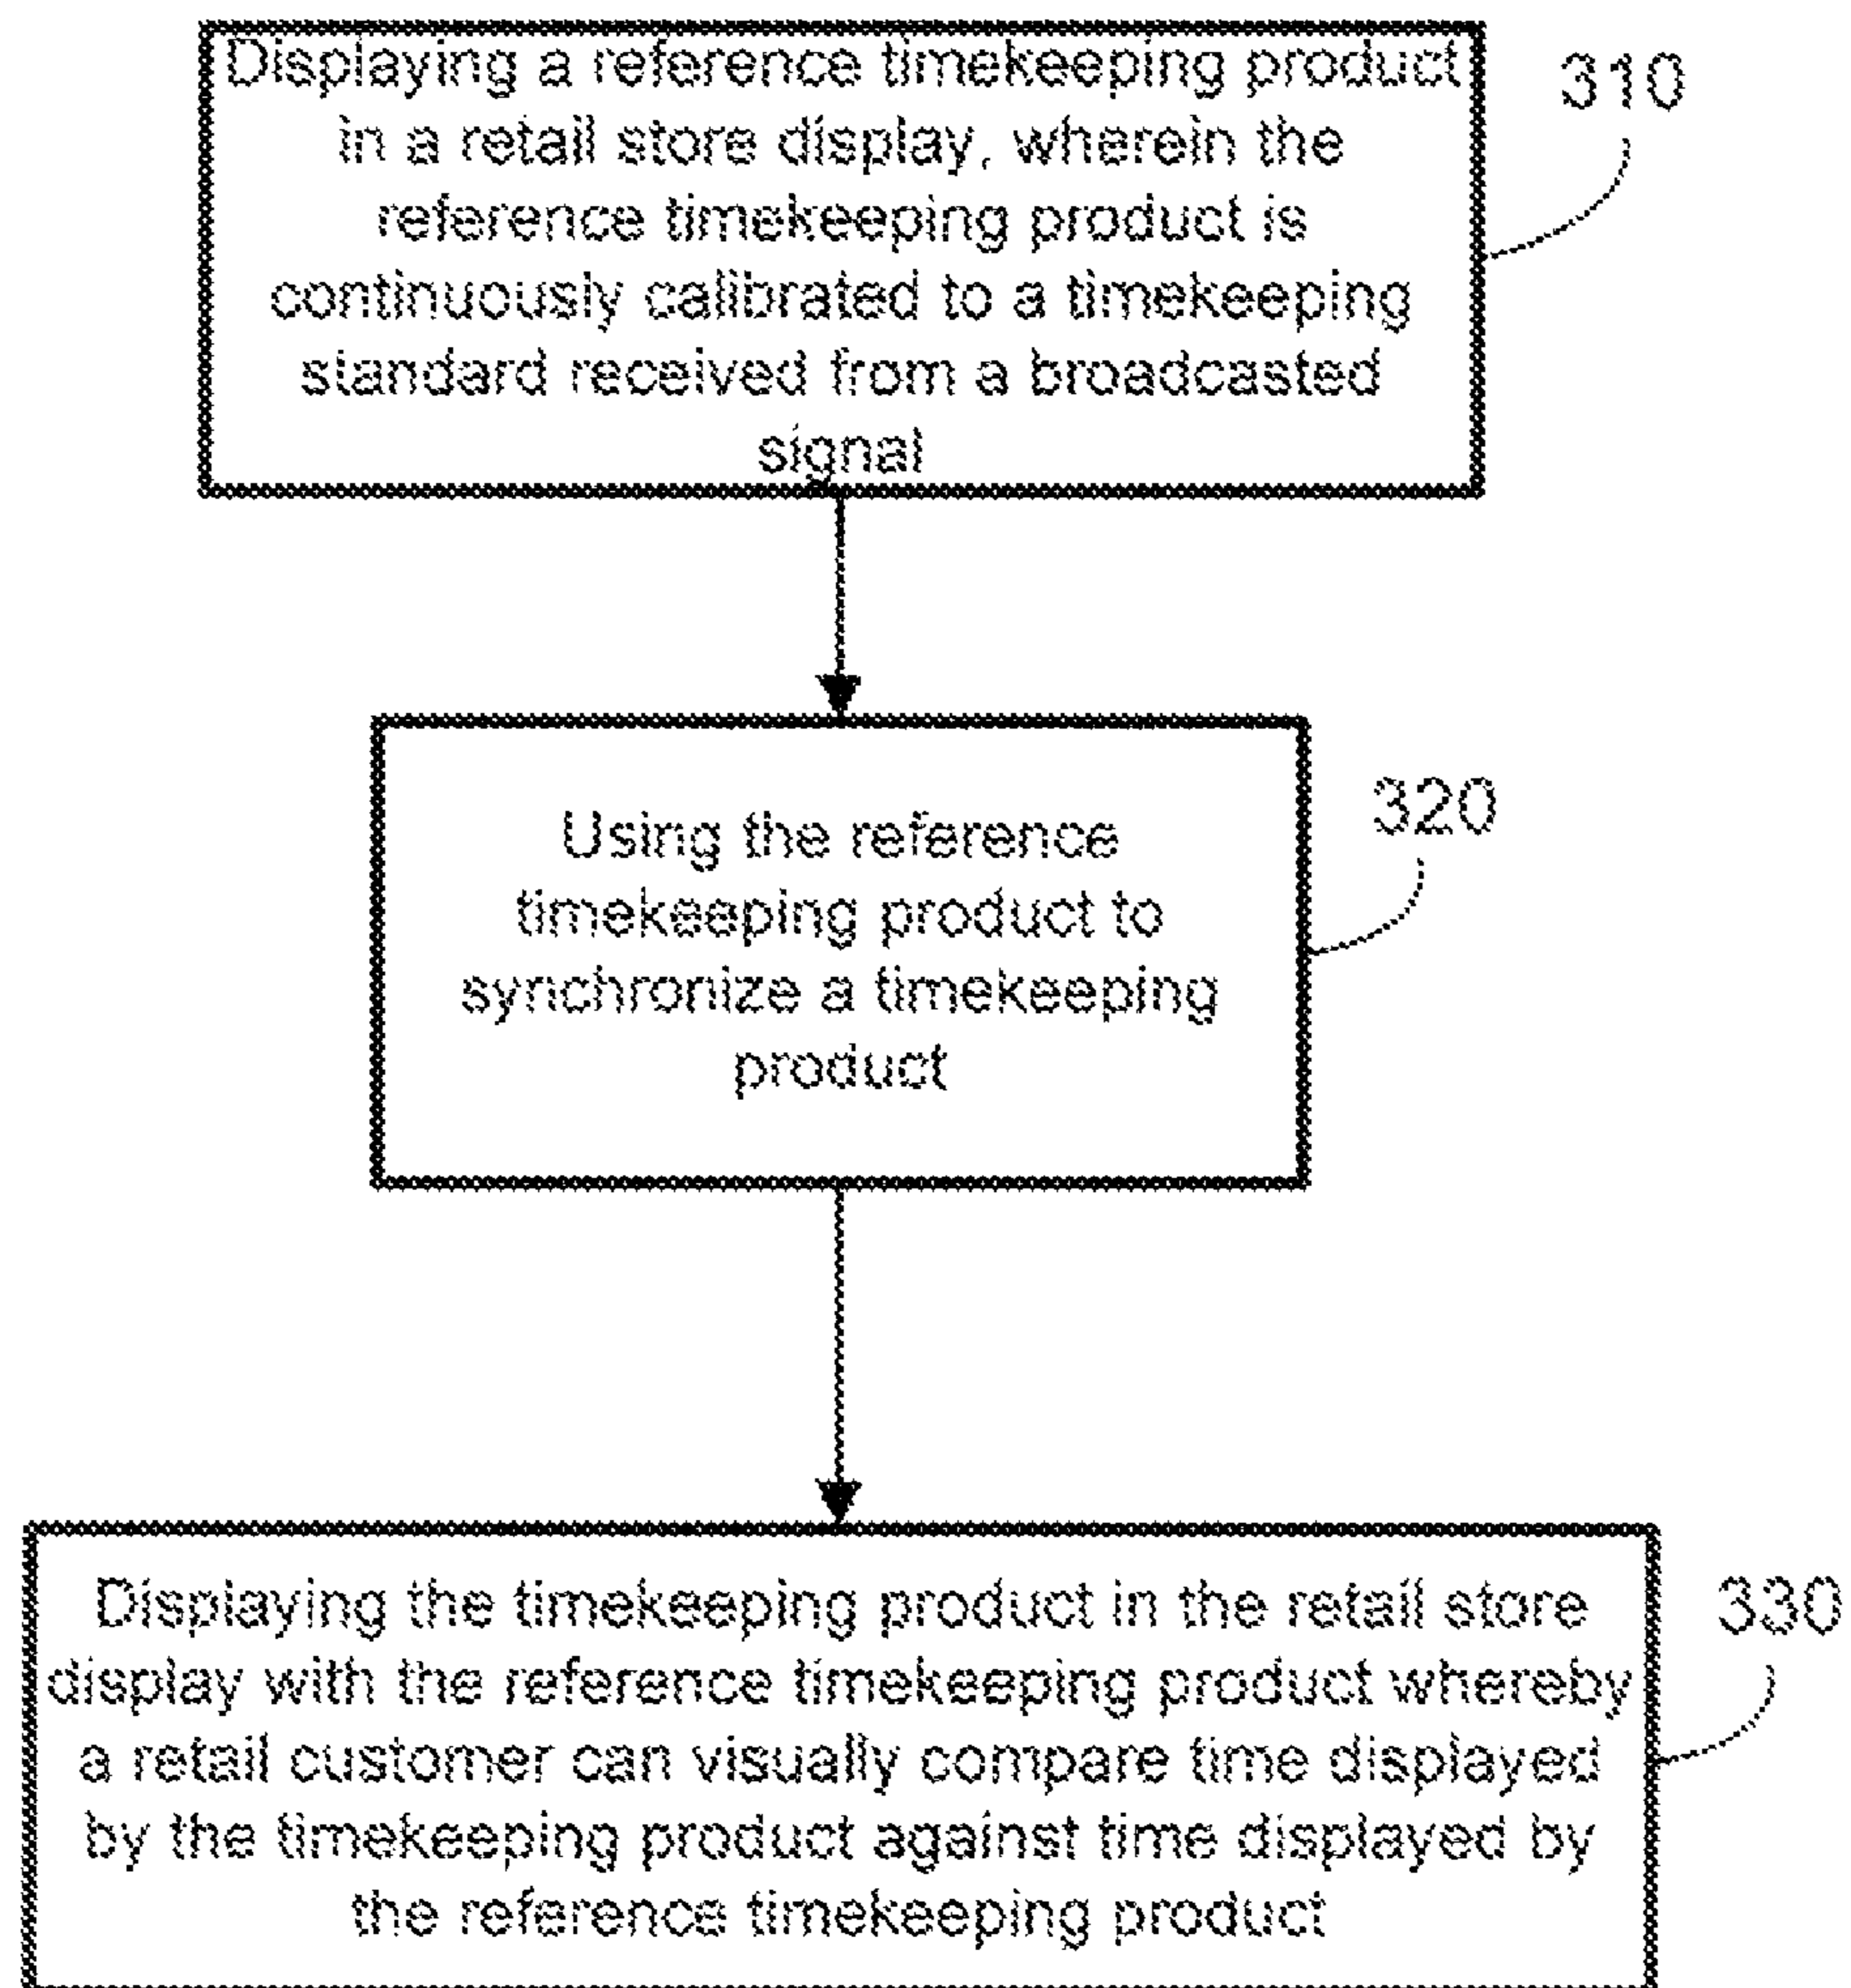 Displaying a reference timekeeping product
in a retail store display, wherein the
reference timekeeping product is
continuously calibrated to a timekeeping
standard received from a broadcasted
signal
310
Using the reference
timekeeping product to
synchronize a timekeeping
product
320
Displaying the timekeeping product in the retail store
display with the reference timekeeping product whereby
a retail customer can visually compare time displayed
by the timekeeping product against time displayed by
the reference timekeeping product
330